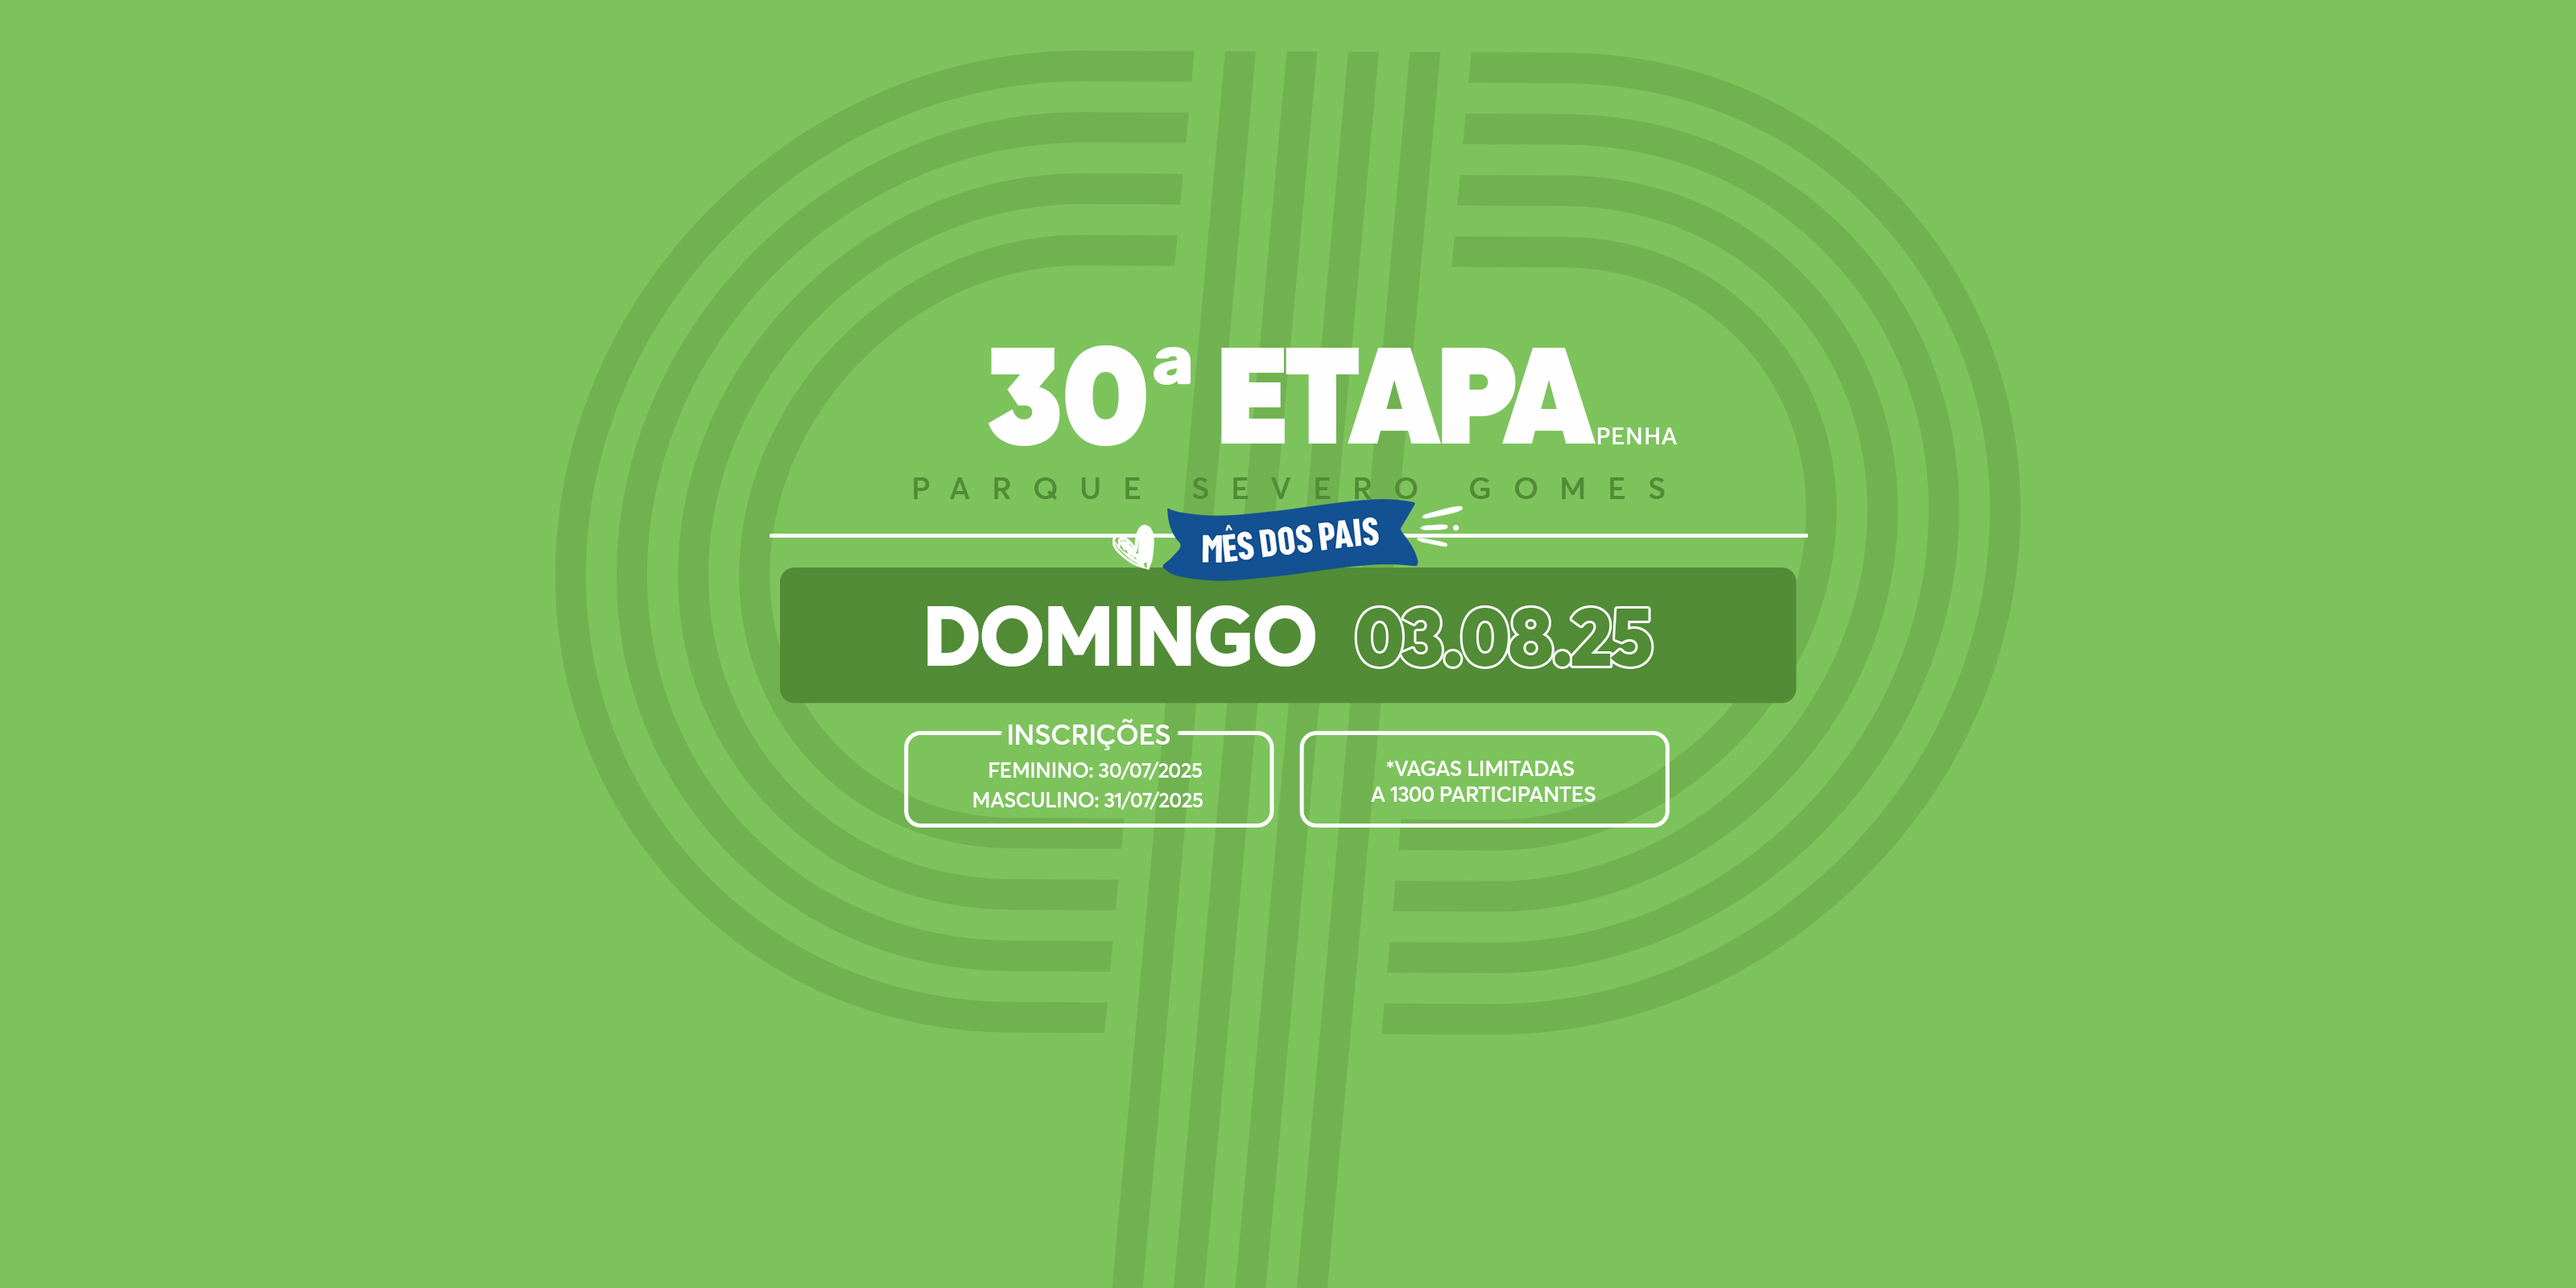 30ª ETAPA PENHA
PARQUE SEVERO GOMES
MÊS DOS PAIS
DOMINGO 03.08.25
INSCRIÇÕES
FEMININO: 30/07/2025
MASCULINO: 31/07/2025
*VAGAS LIMITADAS
A 1300 PARTICIPANTES